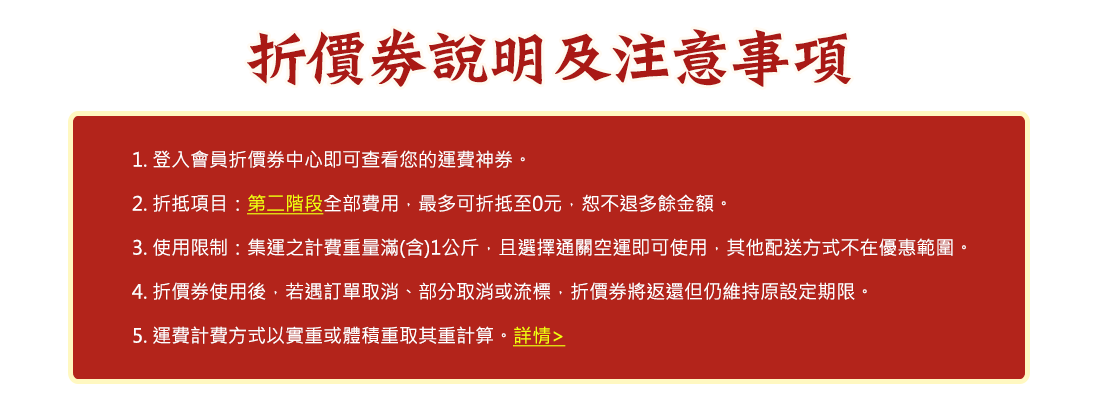 折價券說明及注意事項
1. 登入會員折價券中心即可查看您的運費神券。
2. 折抵項目：第二階段全部費用，最多可折抵至0元，恕不退多餘金額。
3. 使用限制：集運之計費重量滿(含)1公斤，且選擇通關空運即可使用，其他配送方式不在優惠範圍。
4. 折價券使用後，若遇訂單取消、部分取消或流標，折價券將返還但仍維持原設定期限。
5. 運費計費方式以實重或體積重取其重計算。詳情>